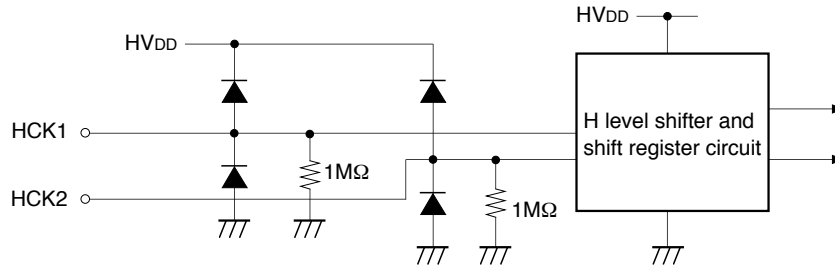 HVDD
HVDD
HCK1
H level shifter and
shift register circuit
1MΩ
HCK2
1MΩ